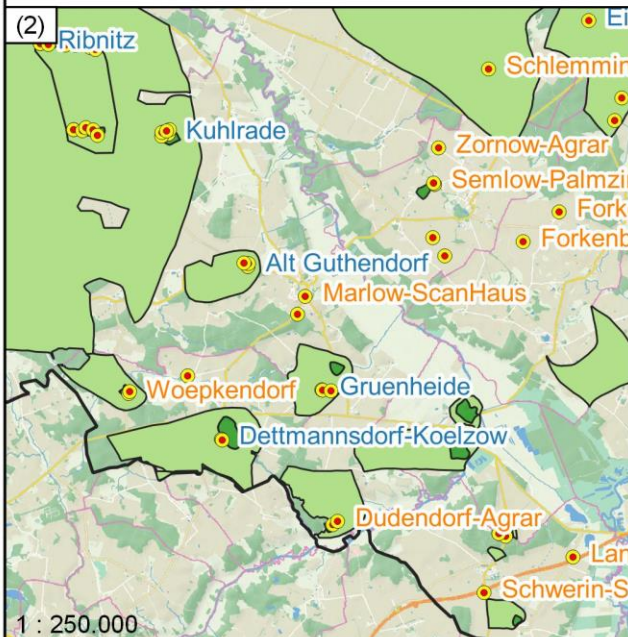 (2)
Ribnitz
Schlemmin
Zornow-Agrar
Kuhlrade
Semlow-Palmzin
Alt Guthendorf
Marlow-ScanHaus
Woepkendorf
Gruenheide
Dettmannsdorf-Koelzow
Dudendorf-Agrar
Schwerin-S
1 : 250.000